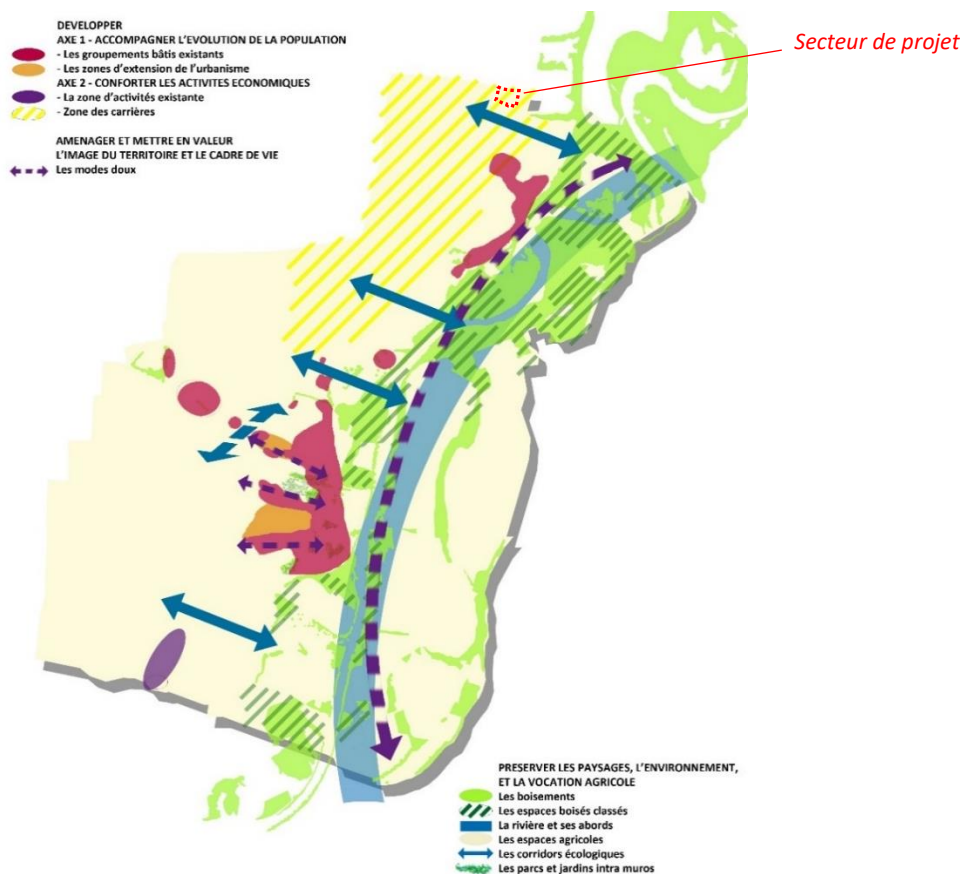 DEVELOPPER
AXE 1 - ACCOMPAGNER L'EVOLUTION DE LA POPULATION
- Les groupements bâtis existants
- Les zones d'extension de l'urbanisme
AXE 2 - CONFORTER LES ACTIVITES ECONOMIQUES
- La zone d'activités existante
- Zone des carrières
AMENAGER ET METTRE EN VALEUR
L'IMAGE DU TERRITOIRE ET LE CADRE DE VIE
Les modes doux
Secteur de projet
PRESERVER LES PAYSAGES, L'ENVIRONNEMENT,
ET LA VOCATION AGRICOLE
Les boisements
Les espaces boisés classés
La rivière et ses abords
Les espaces agricoles
Les corridors écologiques
Les parcs et jardins intra muros